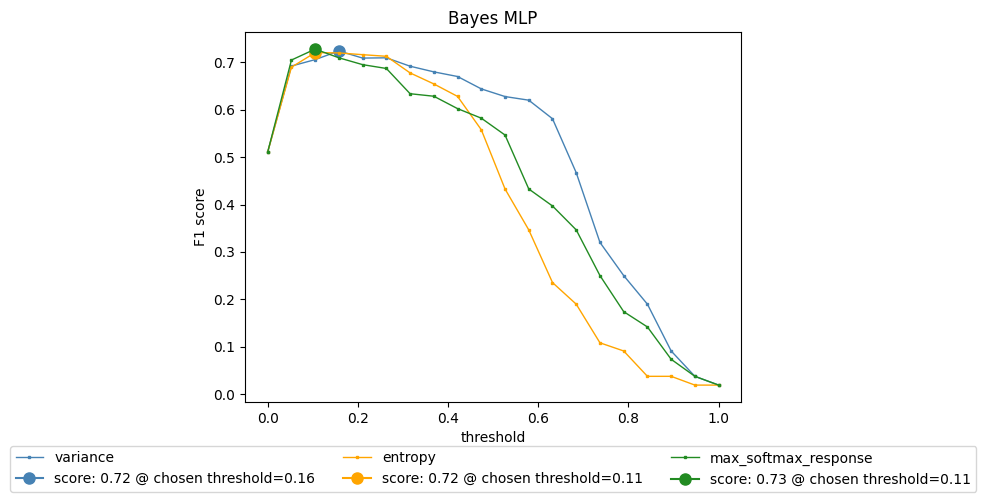 Bayes MLP
F1 score
0.7
0.6
0.5
0.4
0.3
0.2
0.1
0.0
0.0 0.2 0.4 0.6 0.8 1.0
threshold
variance entropy max_softmax_response
score: 0.72 @ chosen threshold=0.16 score: 0.72 @ chosen threshold=0.11 score: 0.73 @ chosen threshold=0.11